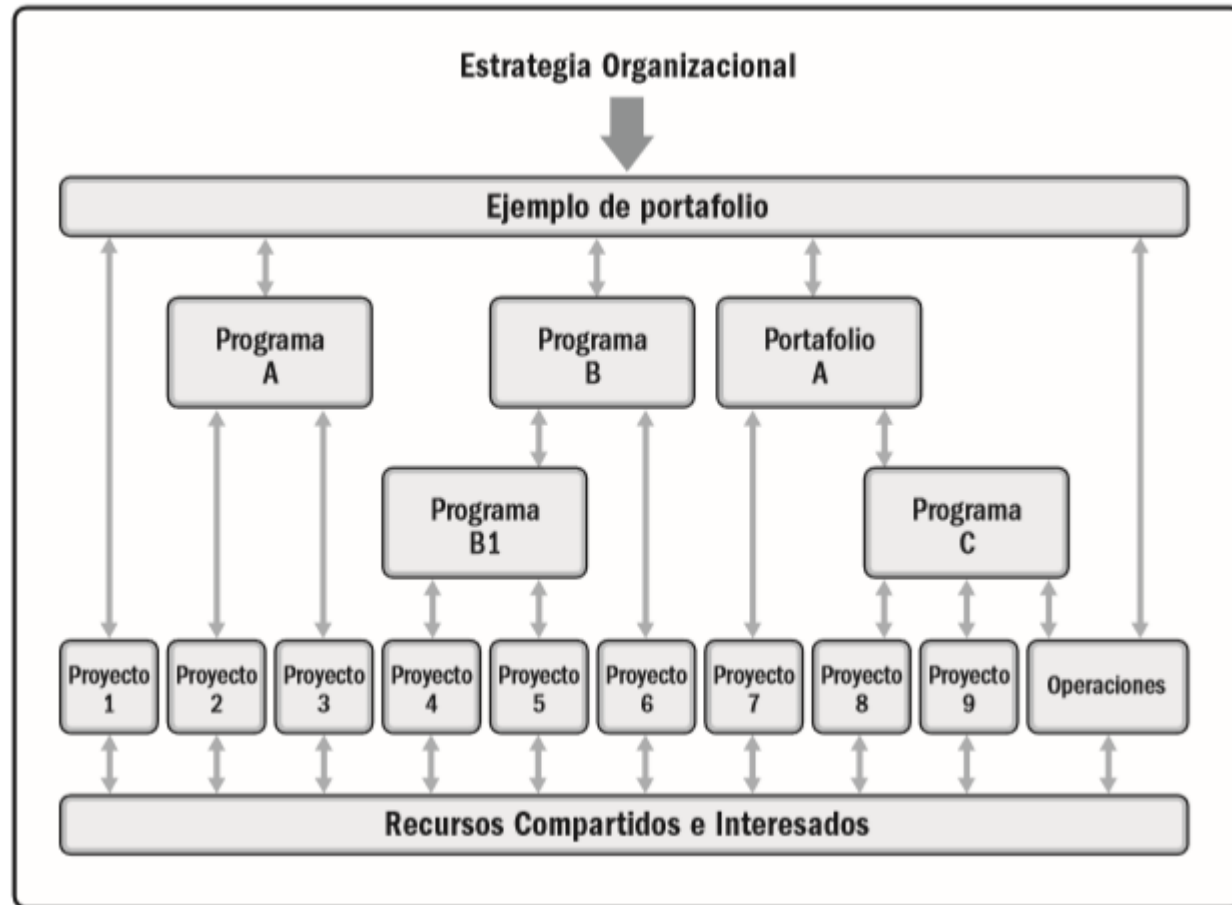 Estrategia Organizacional
Ejemplo de portafolio
Programa
A
Programa
B
Portafolio
A
Programa
B1
Programa
C
Proyecto
1
Proyecto
2
Proyecto
3
Proyecto
4
Proyecto
5
Proyecto
6
Proyecto
7
Proyecto
8
Proyecto
9
Operaciones
Recursos Compartidos e Interesados